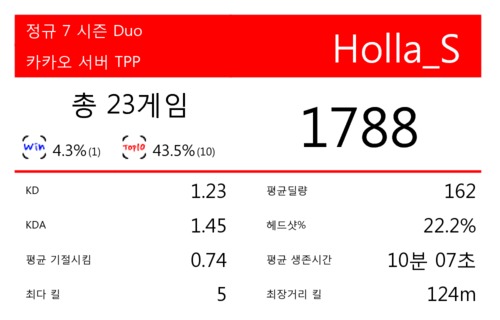 정규 7 시즌 Duo
카카오 서버 TPP
Holla_S
총 23게임
1788
Win 4.3%(1) Top10 43.5%(10)
KD 1.23 평균딜량 162
KDA 1.45 헤드샷% 22.2%
평균 기절시킴 0.74 평균 생존시간 10분 07초
최다 킬 5 최장거리 킬 124m